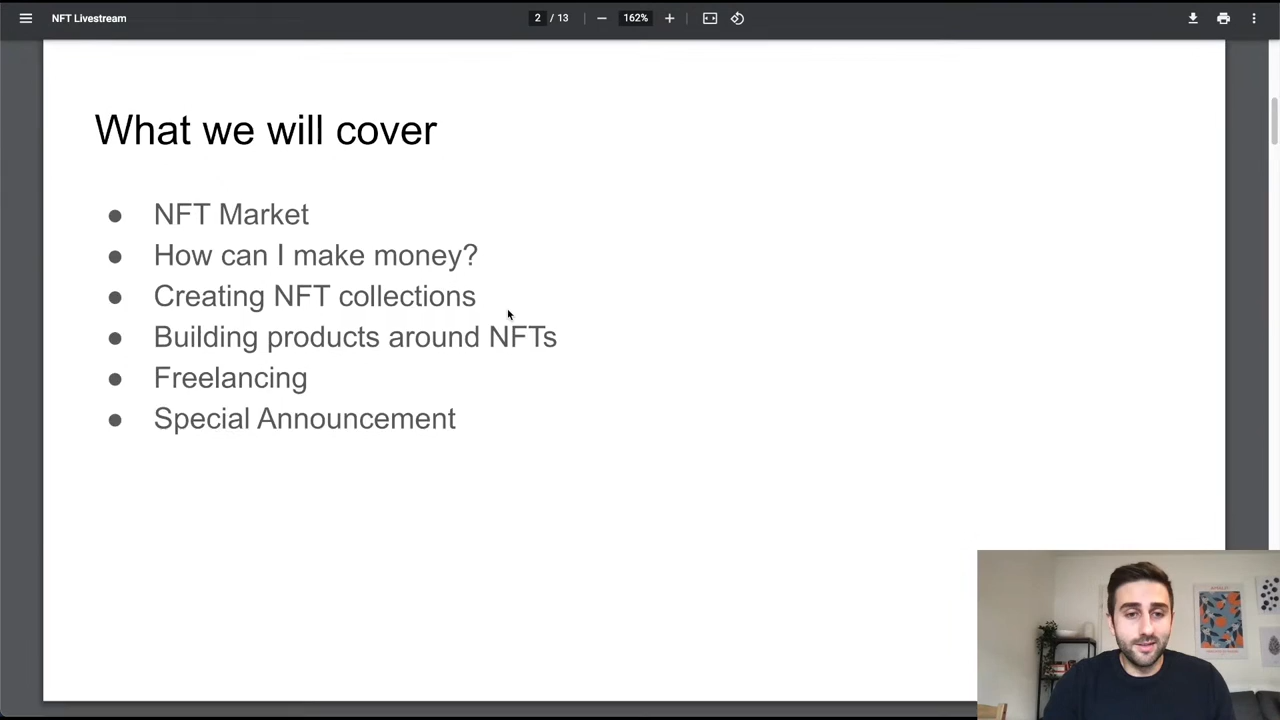 NFT Livestream
2 / 13
162%
What we will cover
● NFT Market
● How can I make money?
● Creating NFT collections
● Building products around NFTs
● Freelancing
● Special Announcement